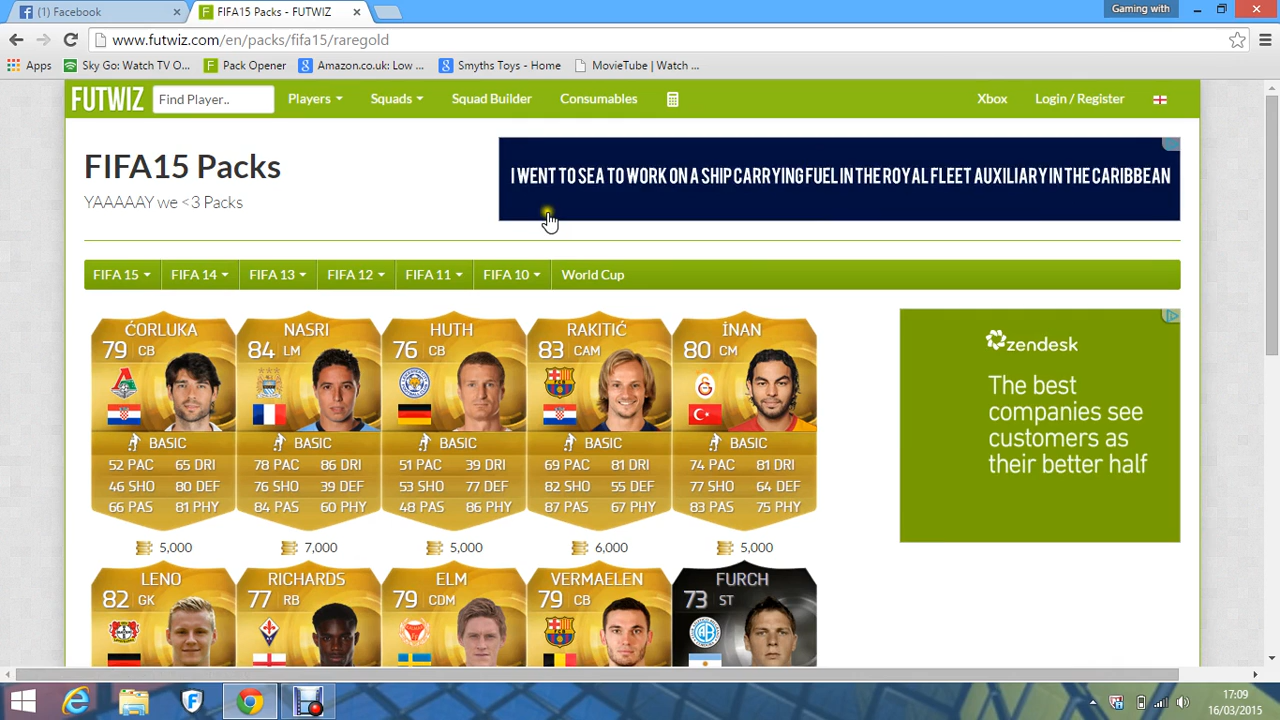 (1) Facebook
FIFA15 Packs - FUTWIZ
Gaming with
www.futwiz.com/en/packs/fifa15/raregold
Apps
Sky Go: Watch TV O...
Pack Opener
Amazon.co.uk: Low ...
Smyths Toys - Home
MovieTube | Watch ...
FUTWIZ
Find Player..
Players
Squads
Squad Builder
Consumables
Xbox
Login / Register
FIFA15 Packs
YAAAAAY we <3 Packs
I WENT TO SEA TO WORK ON A SHIP CARRYING FUEL IN THE ROYAL FLEET AUXILIARY IN THE CARIBBEAN
FIFA 15
FIFA 14
FIFA 13
FIFA 12
FIFA 11
FIFA 10
World Cup
ĆORLUKA
79 CB
BASIC
52 PAC 65 DRI
46 SHO 80 DEF
66 PAS 81 PHY
5,000
NASRI
84 LM
BASIC
78 PAC 86 DRI
76 SHO 39 DEF
84 PAS 60 PHY
7,000
HUTH
76 CB
BASIC
51 PAC 39 DRI
53 SHO 77 DEF
48 PAS 86 PHY
5,000
RAKITIĆ
83 CAM
BASIC
69 PAC 81 DRI
82 SHO 55 DEF
87 PAS 67 PHY
6,000
İNAN
80 CM
BASIC
74 PAC 81 DRI
77 SHO 64 DEF
83 PAS 75 PHY
5,000
zendesk
The best
companies see
customers as
their better half
LENO
82 GK
RICHARDS
77 RB
ELM
79 CDM
VERMAELEN
79 CB
FURCH
73 ST
17:09
16/03/2015